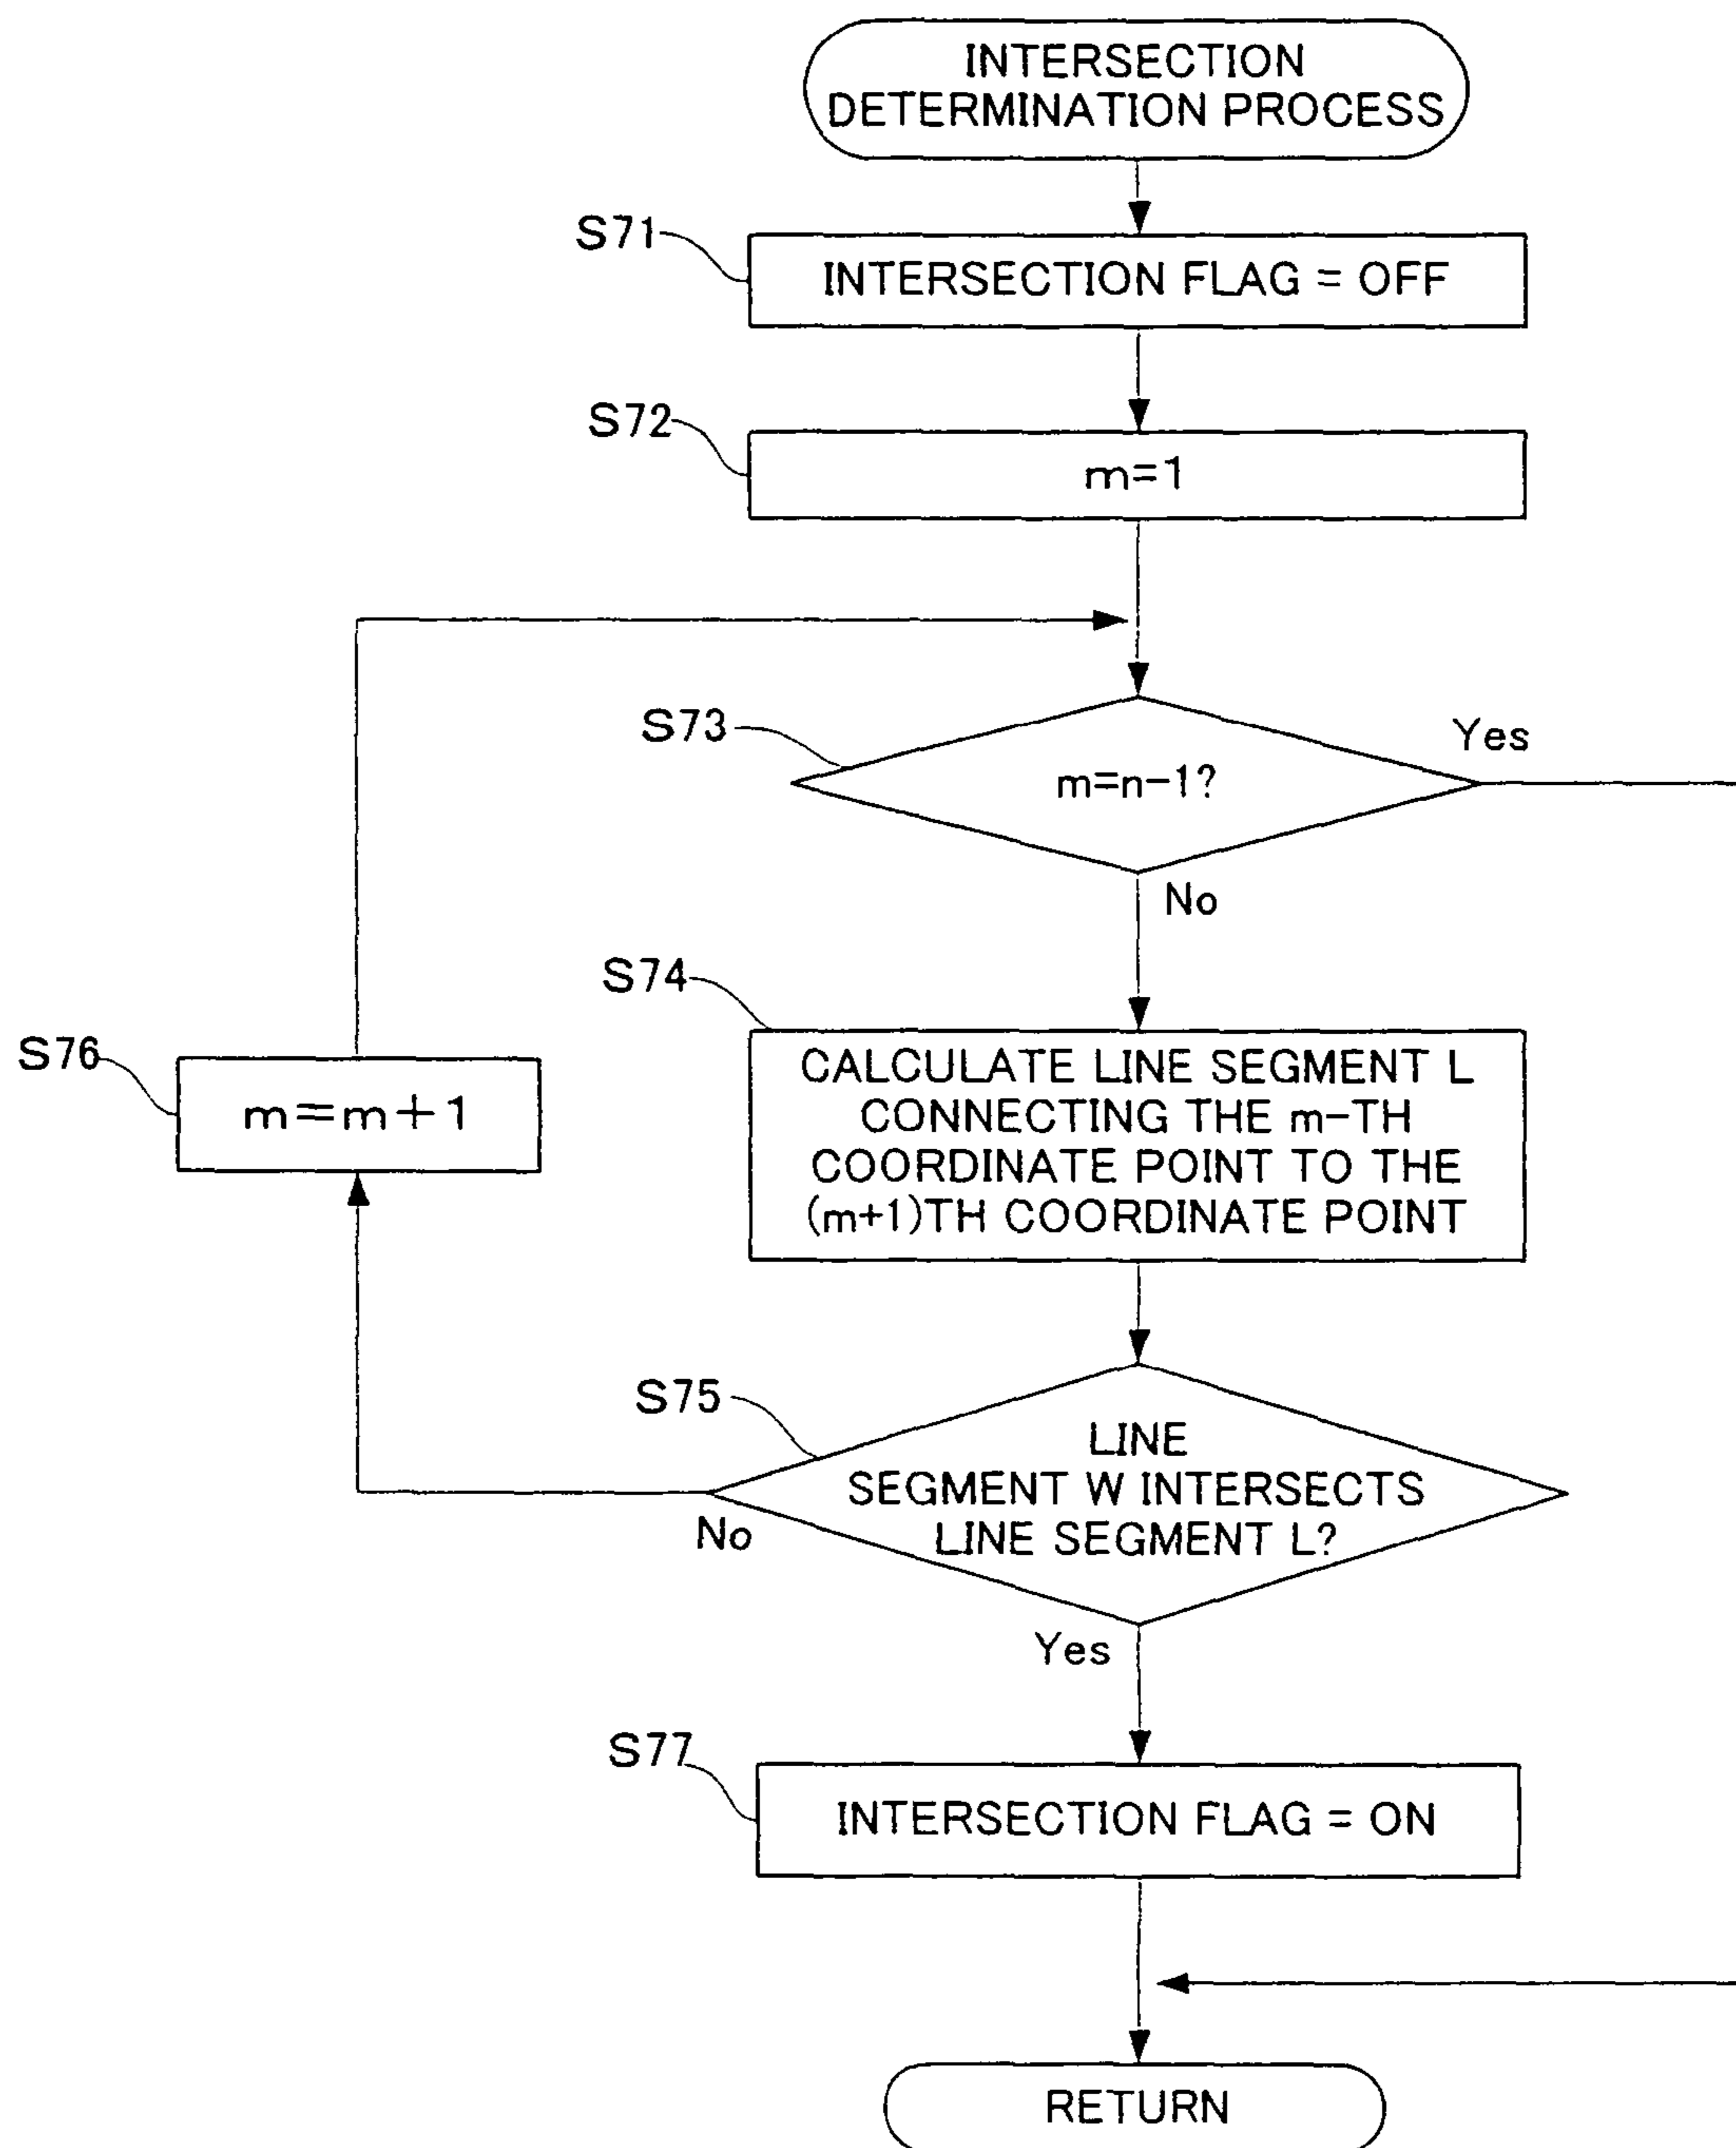 INTERSECTION
DETERMINATION PROCESS
S71
INTERSECTION FLAG = OFF
S72
m=1
S73
m=n-1?
Yes
No
S74
CALCULATE LINE SEGMENT L
CONNECTING THE m-TH
COORDINATE POINT TO THE
(m+1)TH COORDINATE POINT
S76
m=m+1
S75
LINE
SEGMENT W INTERSECTS
LINE SEGMENT L?
No
Yes
S77
INTERSECTION FLAG = ON
RETURN